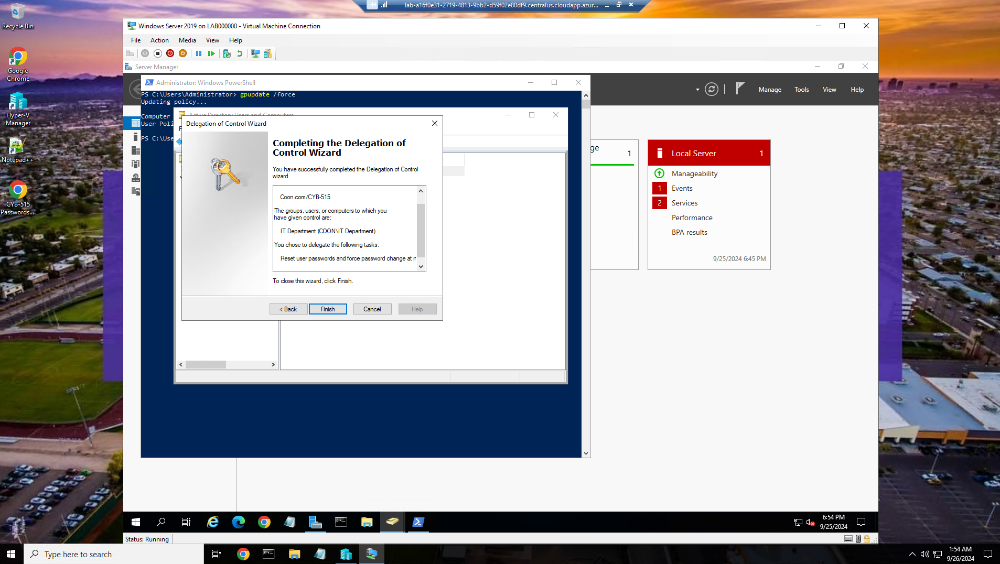 lab-a16f0e31-2719-4813-9bb2-d59f02e80df9.centralus.cloudapp.azur...
Recycle Bin
Google
Chrome
Hyper-V
Manager
Notepad++
CYB-515
Passwords....
Windows Server 2019 on LAB000000 - Virtual Machine Connection
File Action Media View Help
Server Manager
Manage Tools View Help
Administrator: Windows PowerShell
PS C:\Users\Administrator> gpupdate /force
Updating policy...
Computer
User Poli
PS C:\Use
Active Directory Users and Computers
F
Delegation of Control Wizard
Completing the Delegation of
Control Wizard
You have successfully completed the Delegation of Control
wizard.
Coon.com/CYB-515
The groups, users, or computers to which you
have given control are:
IT Department (COON\IT Department)
You chose to delegate the following tasks:
Reset user passwords and force password change at n
To close this wizard, click Finish.
< Back Finish Cancel Help
ge 1
Local Server 1
Manageability
1 Events
2 Services
Performance
BPA results
9/25/2024 6:45 PM
6:54 PM
9/25/2024
Status: Running
Type here to search
1:54 AM
9/26/2024